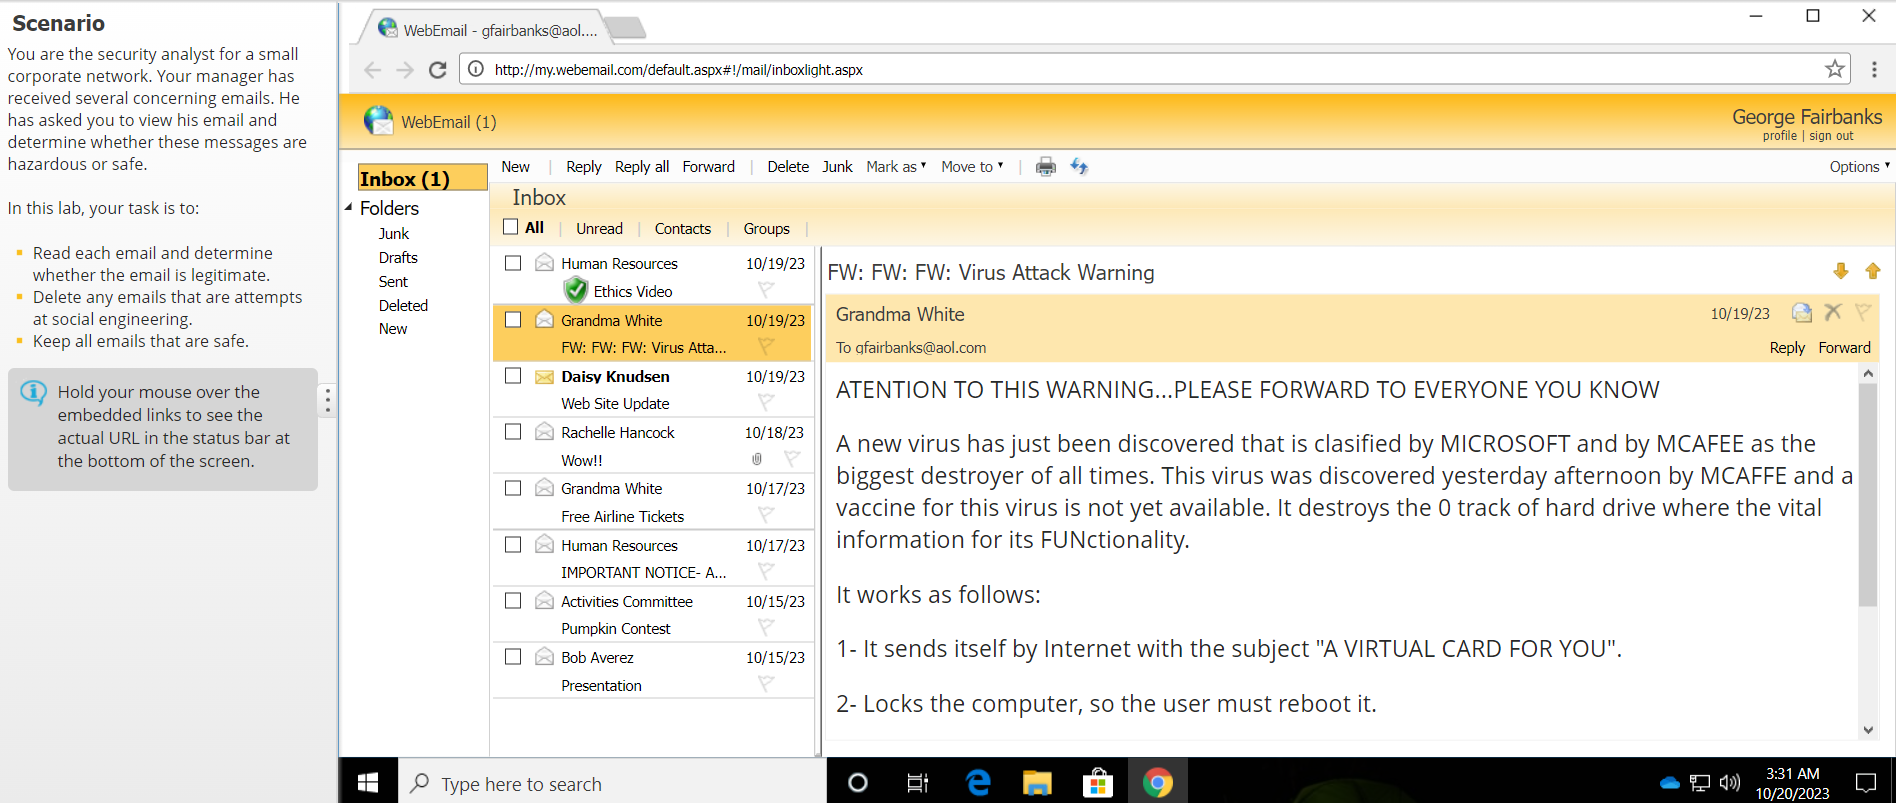 Scenario
You are the security analyst for a small
corporate network. Your manager has
received several concerning emails. He
has asked you to view his email and
determine whether these messages are
hazardous or safe.
In this lab, your task is to:
Read each email and determine
whether the email is legitimate.
Delete any emails that are attempts
at social engineering.
Keep all emails that are safe.
Hold your mouse over the
embedded links to see the
actual URL in the status bar at
the bottom of the screen.
WebEmail - gfairbanks@aol....
http://my.webemail.com/default.aspx#!/mail/inboxlight.aspx
WebEmail (1)
George Fairbanks
profile | sign out
Inbox (1)
Folders
Junk
Drafts
Sent
Deleted
New
New | Reply Reply all Forward | Delete Junk Mark as Move to | Options
Inbox
All | Unread | Contacts | Groups |
Human Resources 10/19/23
Ethics Video
Grandma White 10/19/23
FW: FW: FW: Virus Atta...
Daisy Knudsen 10/19/23
Web Site Update
Rachelle Hancock 10/18/23
Wow!!
Grandma White 10/17/23
Free Airline Tickets
Human Resources 10/17/23
IMPORTANT NOTICE- A...
Activities Committee 10/15/23
Pumpkin Contest
Bob Averez 10/15/23
Presentation
FW: FW: FW: Virus Attack Warning
Grandma White 10/19/23
To gfairbanks@aol.com Reply Forward
ATENTION TO THIS WARNING...PLEASE FORWARD TO EVERYONE YOU KNOW
A new virus has just been discovered that is clasified by MICROSOFT and by MCAFEE as the
biggest destroyer of all times. This virus was discovered yesterday afternoon by MCAFFE and a
vaccine for this virus is not yet available. It destroys the 0 track of hard drive where the vital
information for its FUNctionality.
It works as follows:
1- It sends itself by Internet with the subject "A VIRTUAL CARD FOR YOU".
2- Locks the computer, so the user must reboot it.
Type here to search
3:31 AM
10/20/2023